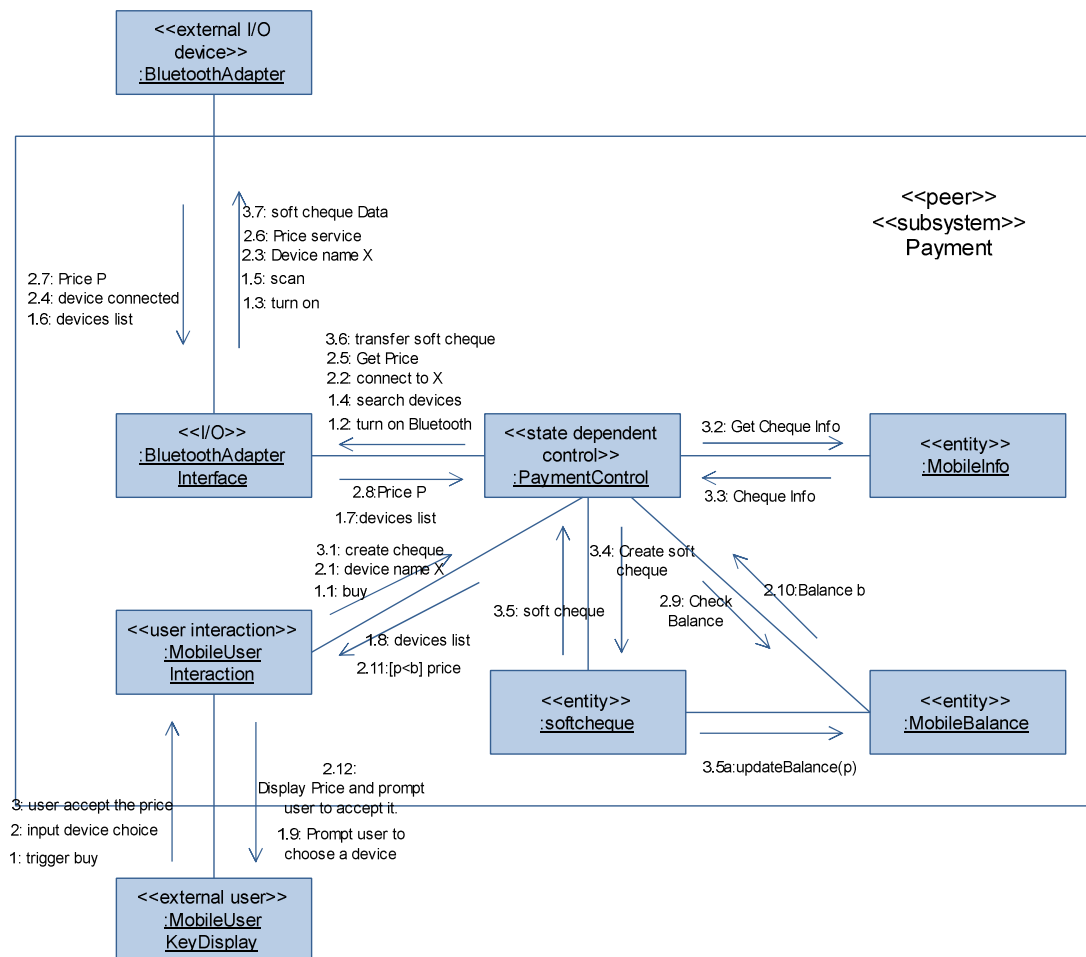 <<external I/O
device>>
:BluetoothAdapter
<<peer>>
<<subsystem>>
Payment
3.7: soft cheque Data
2.6: Price service
2.3: Device name X
1.5: scan
1.3: turn on
2.7: Price P
2.4: device connected
1.6: devices list
3.6: transfer soft cheque
2.5: Get Price
2.2: connect to X
1.4: search devices
1.2: turn on Bluetooth
<<I/O>>
:BluetoothAdapter
Interface
<<state dependent
control>>
:PaymentControl
3.2: Get Cheque Info
<<entity>>
:MobileInfo
3.3: Cheque Info
2.8:Price P
1.7:devices list
3.1: create cheque
2.1: device name X
1.1: buy
3.4: Create soft
cheque
3.5: soft cheque
2.9: Check
Balance
2.10:Balance b
<<user interaction>>
:MobileUser
Interaction
1.8: devices list
2.11:[p<b] price
<<entity>>
:softcheque
<<entity>>
:MobileBalance
3.5a:updateBalance(p)
2.12:
Display Price and prompt
user to accept it.
1.9: Prompt user to
choose a device
3: user accept the price
2: input device choice
1: trigger buy
<<external user>>
:MobileUser
KeyDisplay